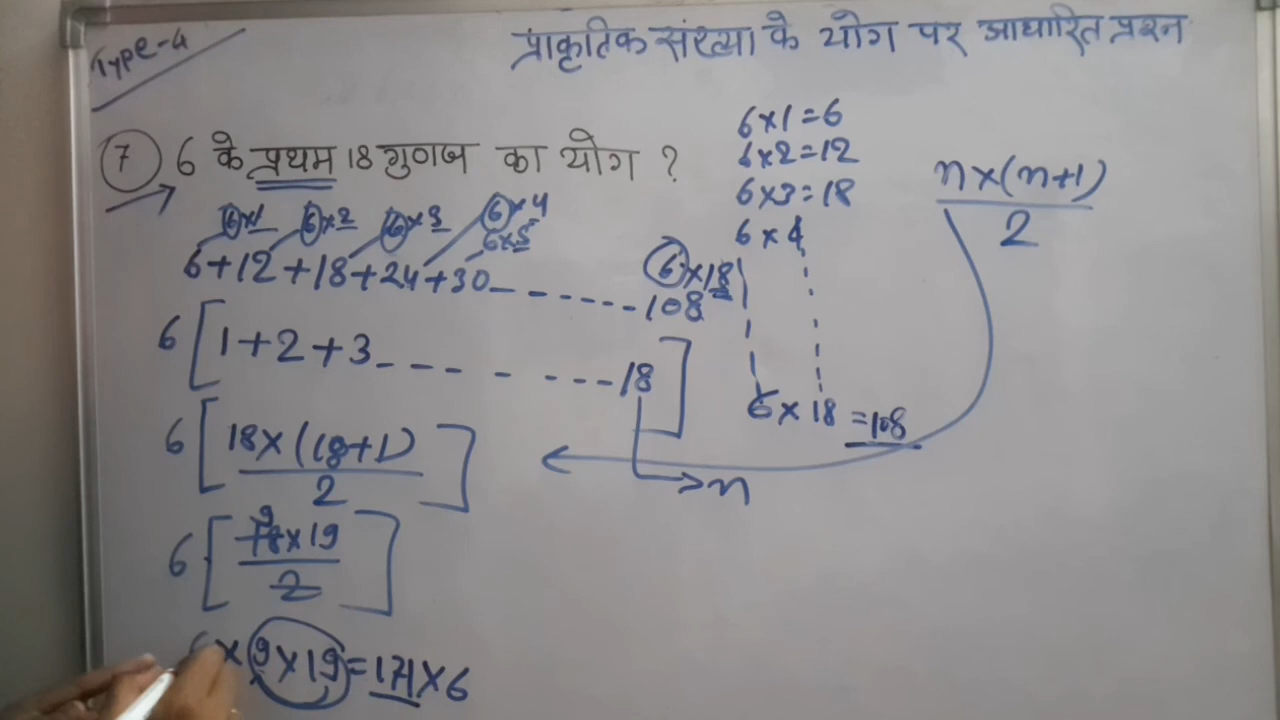 Type-4
प्राकृतिक संख्या के योग पर आधारित प्रश्न
7 6 के प्रथम 18 गुणज का योग ?
6×1 6×2 6×3 6×4
6×5
6+12+18+24+30 ------108
6×18
6[1+2+3 -------18]
n
6[18×(18+1)/2]
6[18×19/2]
9
×9×19=171×6
6×1=6
6×2=12
6×3=18
6×4
6×18=108
n×(n+1)
2